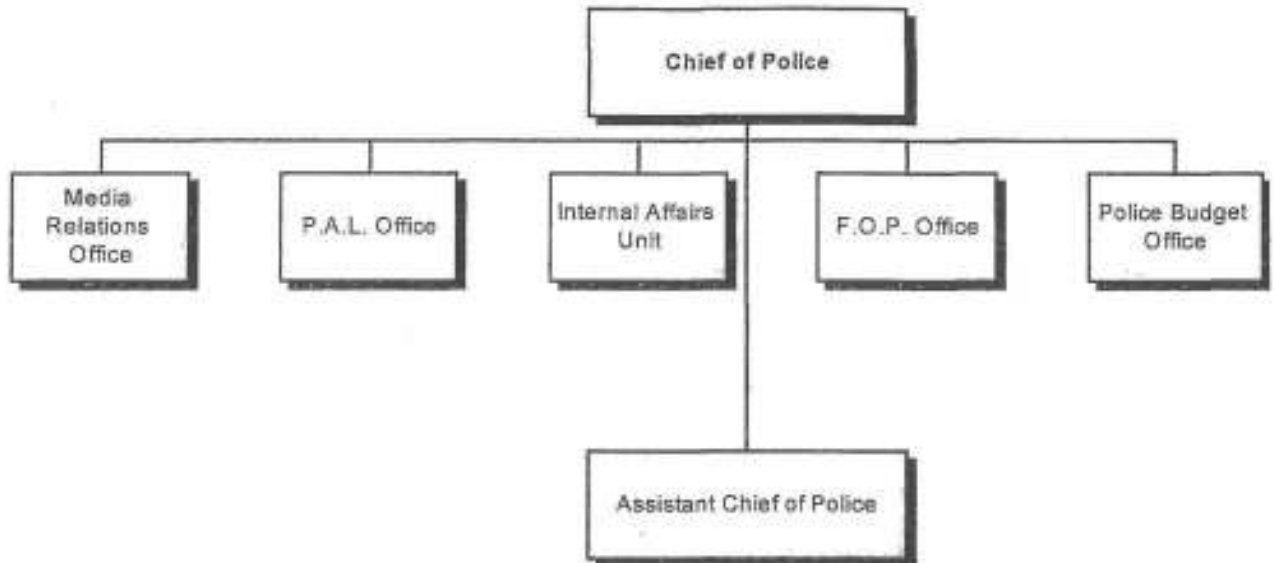 Chief of Police
Media
Relations
Office
P.A.L. Office
Internal Affairs
Unit
F.O.P. Office
Police Budget
Office
Assistant Chief of Police